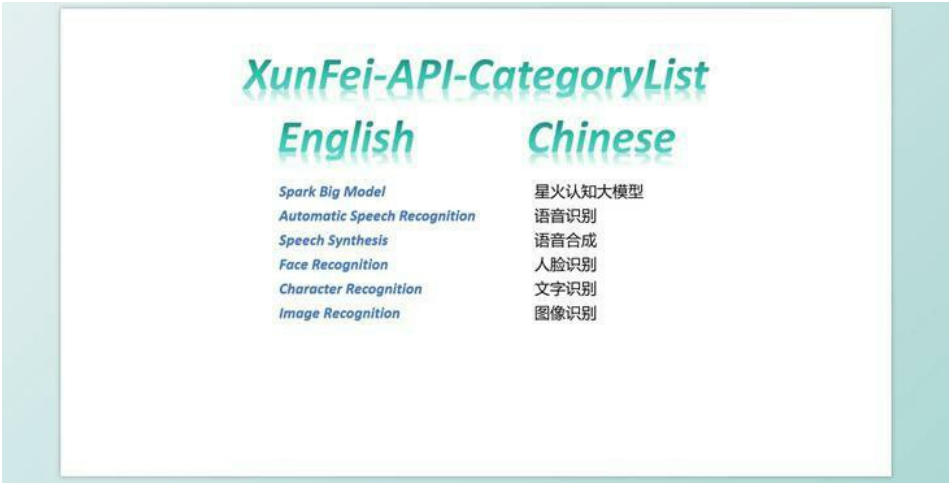 XunFei-API-CategoryList
English Chinese
Spark Big Model 星火认知大模型
Automatic Speech Recognition 语音识别
Speech Synthesis 语音合成
Face Recognition 人脸识别
Character Recognition 文字识别
Image Recognition 图像识别